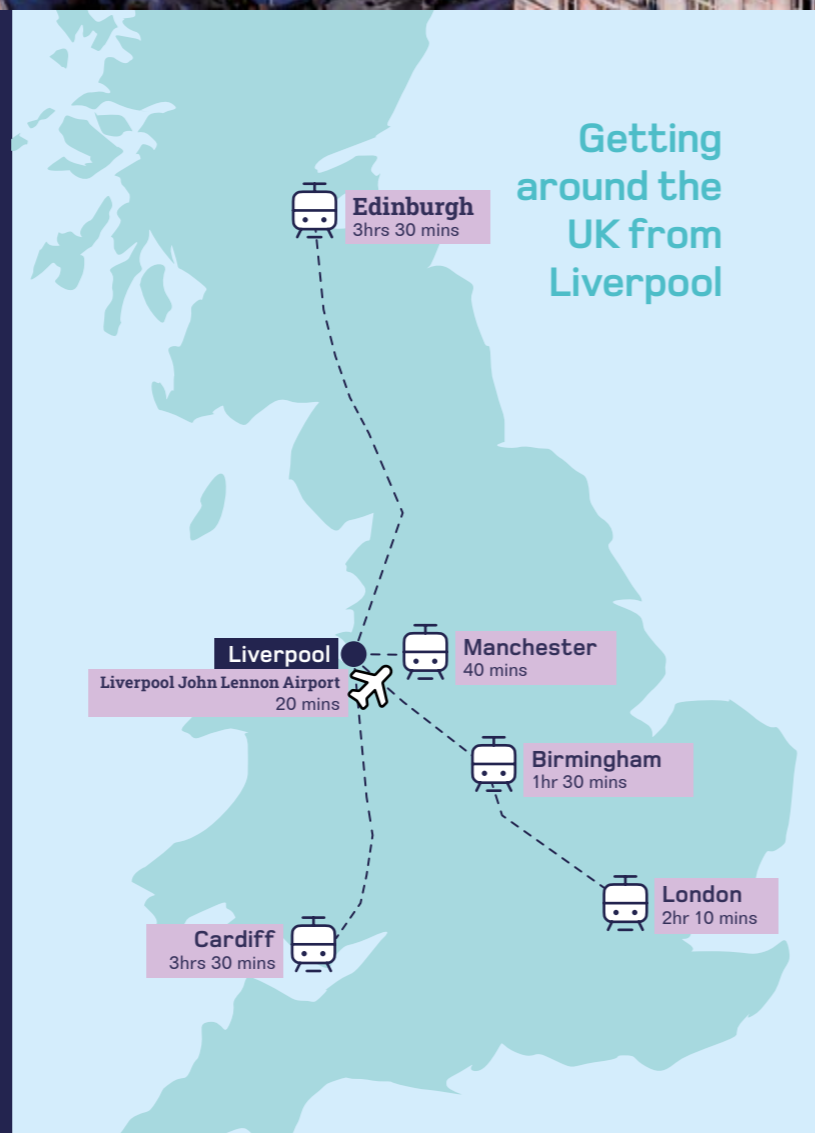 Getting
around the
UK from
Liverpool
Edinburgh
3hrs 30 mins
Liverpool
Liverpool John Lennon Airport
20 mins
Manchester
40 mins
Birmingham
1hr 30 mins
London
2hr 10 mins
Cardiff
3hrs 30 mins